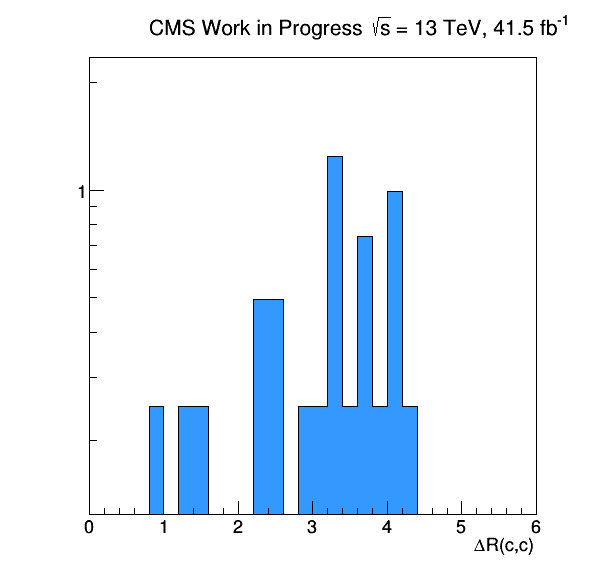 CMS Work in Progress √s = 13 TeV, 41.5 fb⁻¹
1
0 1 2 3 4 5 6
ΔR(c,c)